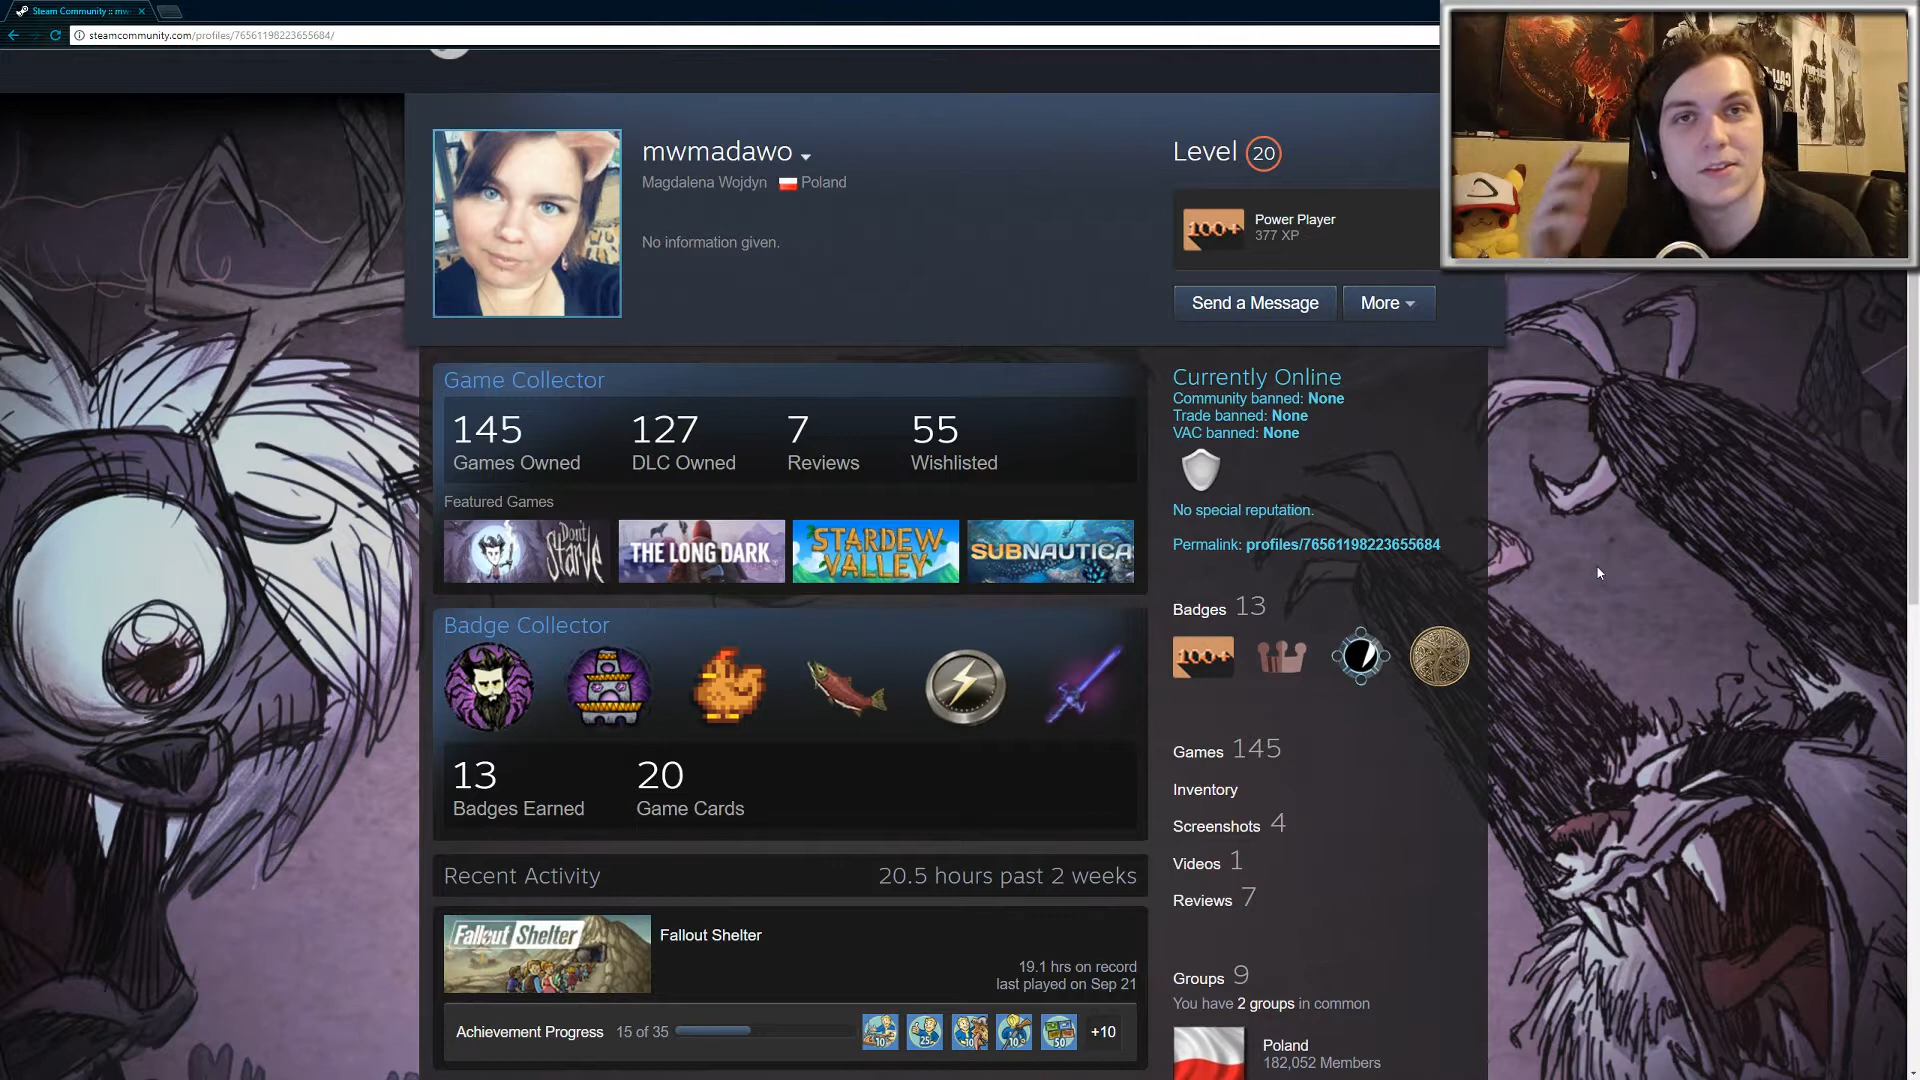 Steam Community :: mw
steamcommunity.com/profiles/76561198223655684/
mwmadawo
Magdalena Wojdyn Poland
No information given.
Level 20
100+
Power Player
377 XP
Send a Message
More
Game Collector
145
Games Owned
127
DLC Owned
7
Reviews
55
Wishlisted
Featured Games
Don't Starve
THE LONG DARK
STARDEW VALLEY
SUBNAUTICA
Badge Collector
13
Badges Earned
20
Game Cards
Recent Activity
20.5 hours past 2 weeks
Fallout Shelter
Fallout Shelter
19.1 hrs on record
last played on Sep 21
Achievement Progress 15 of 35
10
25
10
10
50
+10
Currently Online
Community banned: None
Trade banned: None
VAC banned: None
No special reputation.
Permalink: profiles/76561198223655684
Badges 13
100+
Games 145
Inventory
Screenshots 4
Videos 1
Reviews 7
Groups 9
You have 2 groups in common
Poland
182,052 Members